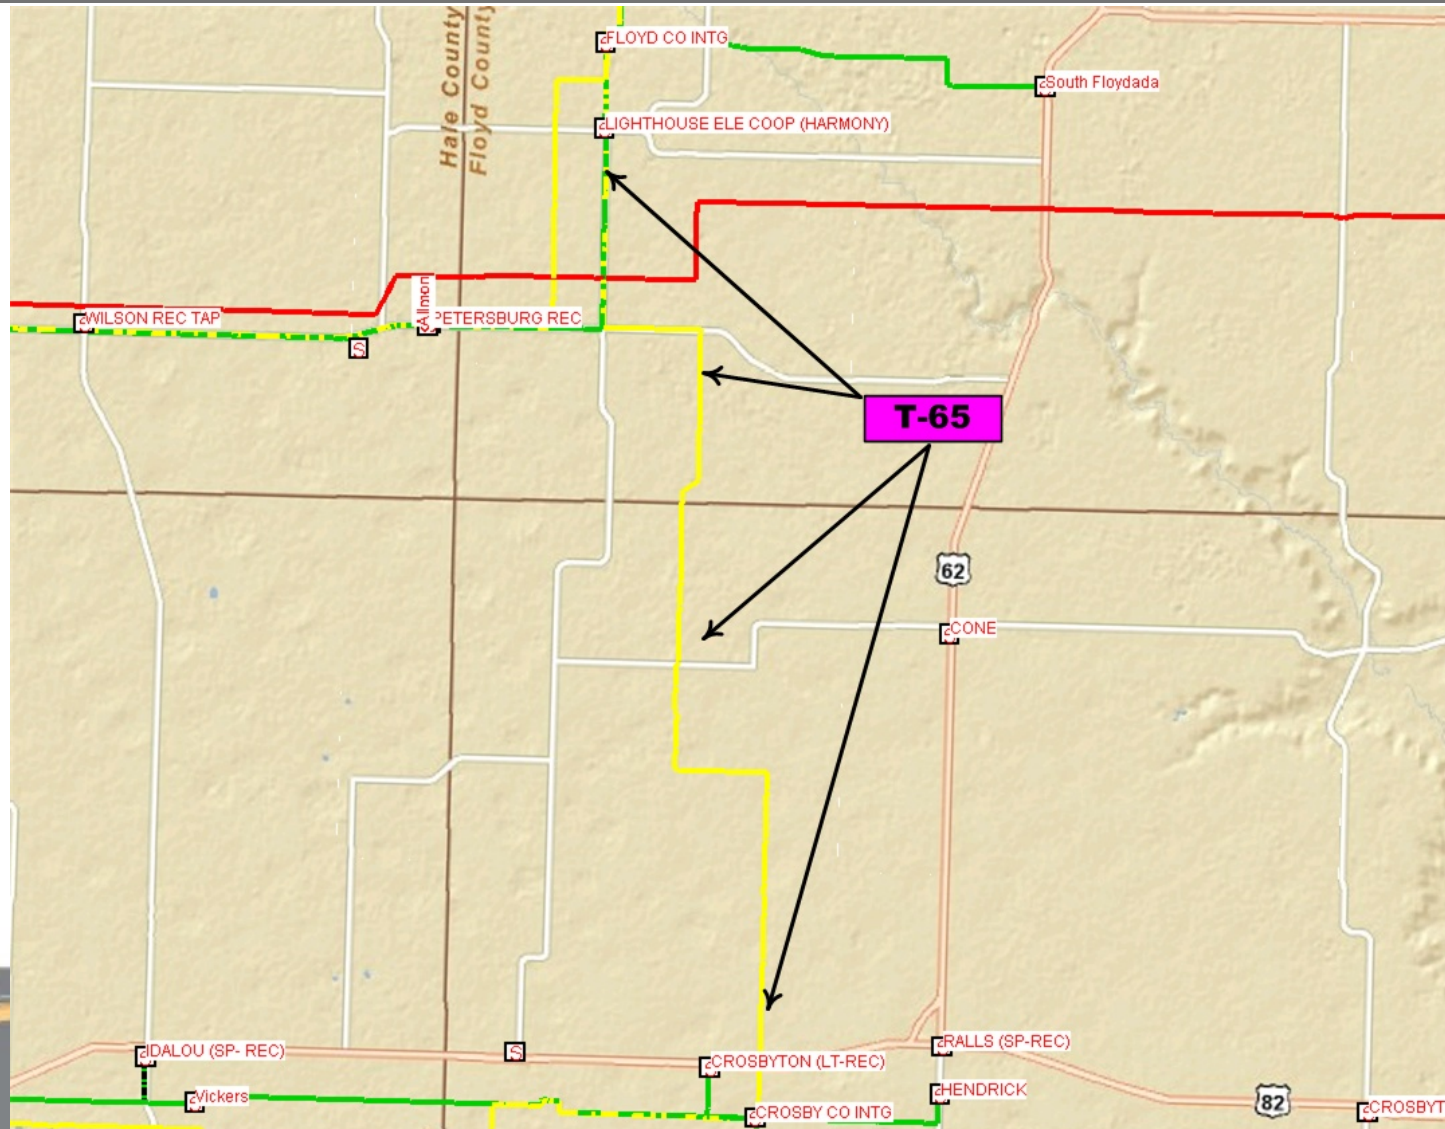 Hale County
Floyd County
FLOYD CO INTG
South Floydada
LIGHTHOUSE ELE COOP (HARMONY)
Allmon
WILSON REC TAP
PETERSBURG REC
S
T-65
62
CONE
IDALOU (SP- REC)
S
CROSBYTON (LT-REC)
RALLS (SP-REC)
Vickers
HENDRICK
82
CROSBY CO INTG
CROSBYT